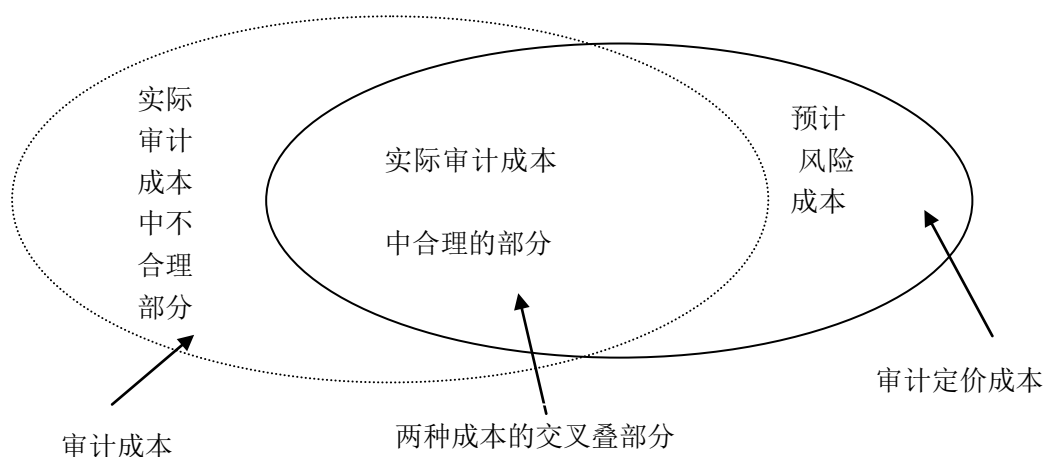 实际
审计
成本
中不
合理
部分
实际审计成本
中合理的部分
预计
风险
成本
审计成本
两种成本的交叉叠部分
审计定价成本